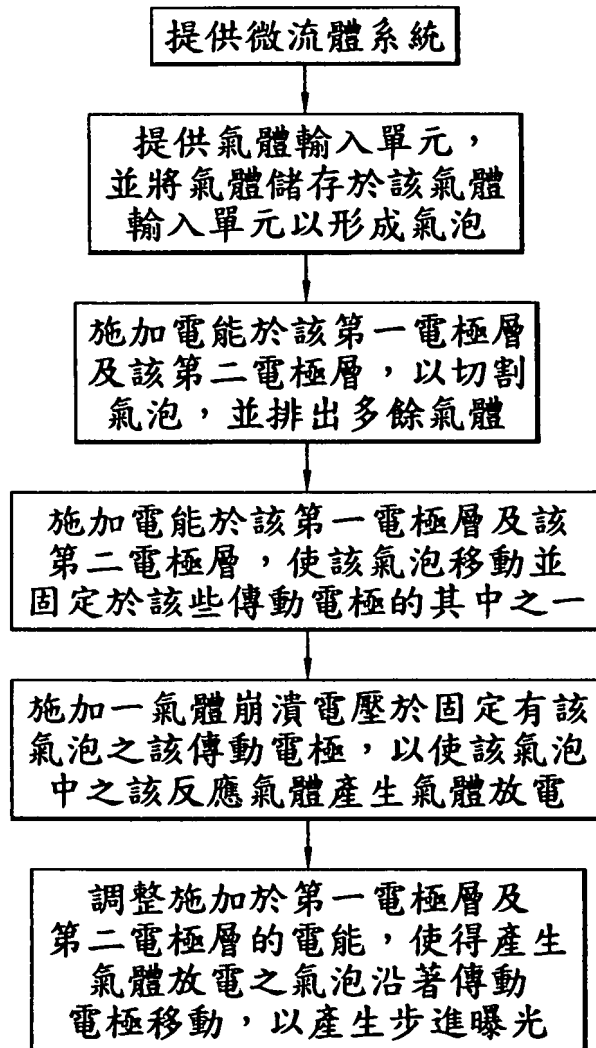 提供微流體系統
提供氣體輸入單元，
並將氣體儲存於該氣體
輸入單元以形成氣泡
施加電能於該第一電極層
及該第二電極層，以切割
氣泡，並排出多餘氣體
施加電能於該第一電極層及該
第二電極層，使該氣泡移動並
固定於該些傳動電極的其中之一
施加一氣體崩潰電壓於固定有該
氣泡之該傳動電極，以使該氣泡
中之該反應氣體產生氣體放電
調整施加於第一電極層及
第二電極層的電能，使得產生
氣體放電之氣泡沿著傳動
電極移動，以產生步進曝光